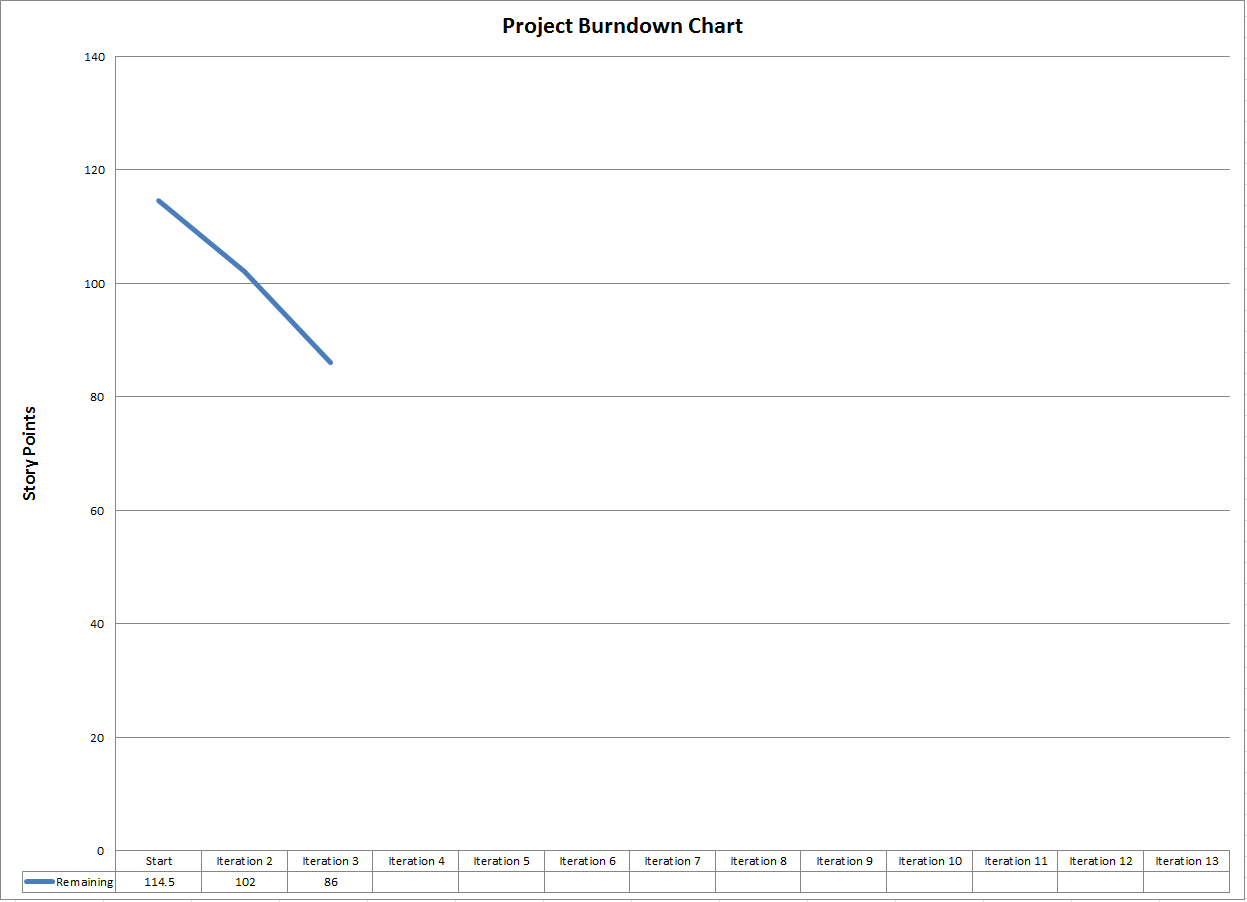 Project Burndown Chart
140
120
100
80
60
40
20
0
Story Points
Start Iteration 2 Iteration 3 Iteration 4 Iteration 5 Iteration 6 Iteration 7 Iteration 8 Iteration 9 Iteration 10 Iteration 11 Iteration 12 Iteration 13
Remaining 114.5 102 86